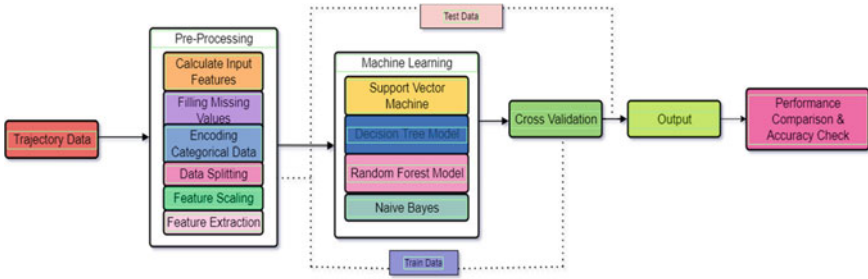 Test Data
Pre-Processing
Calculate Input
Features
Filling Missing
Values
Encoding
Categorical Data
Data Splitting
Feature Scaling
Feature Extraction
Trajectory Data
Machine Learning
Support Vector
Machine
Decision Tree Model
Random Forest Model
Naive Bayes
Cross Validation
Output
Performance
Comparison &
Accuracy Check
Train Data